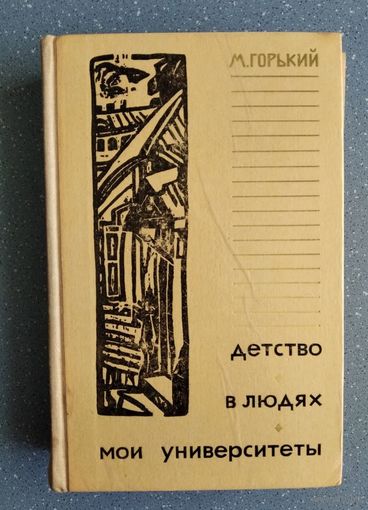 М.ГОРЬКИЙ
детство
в людях
мои университеты